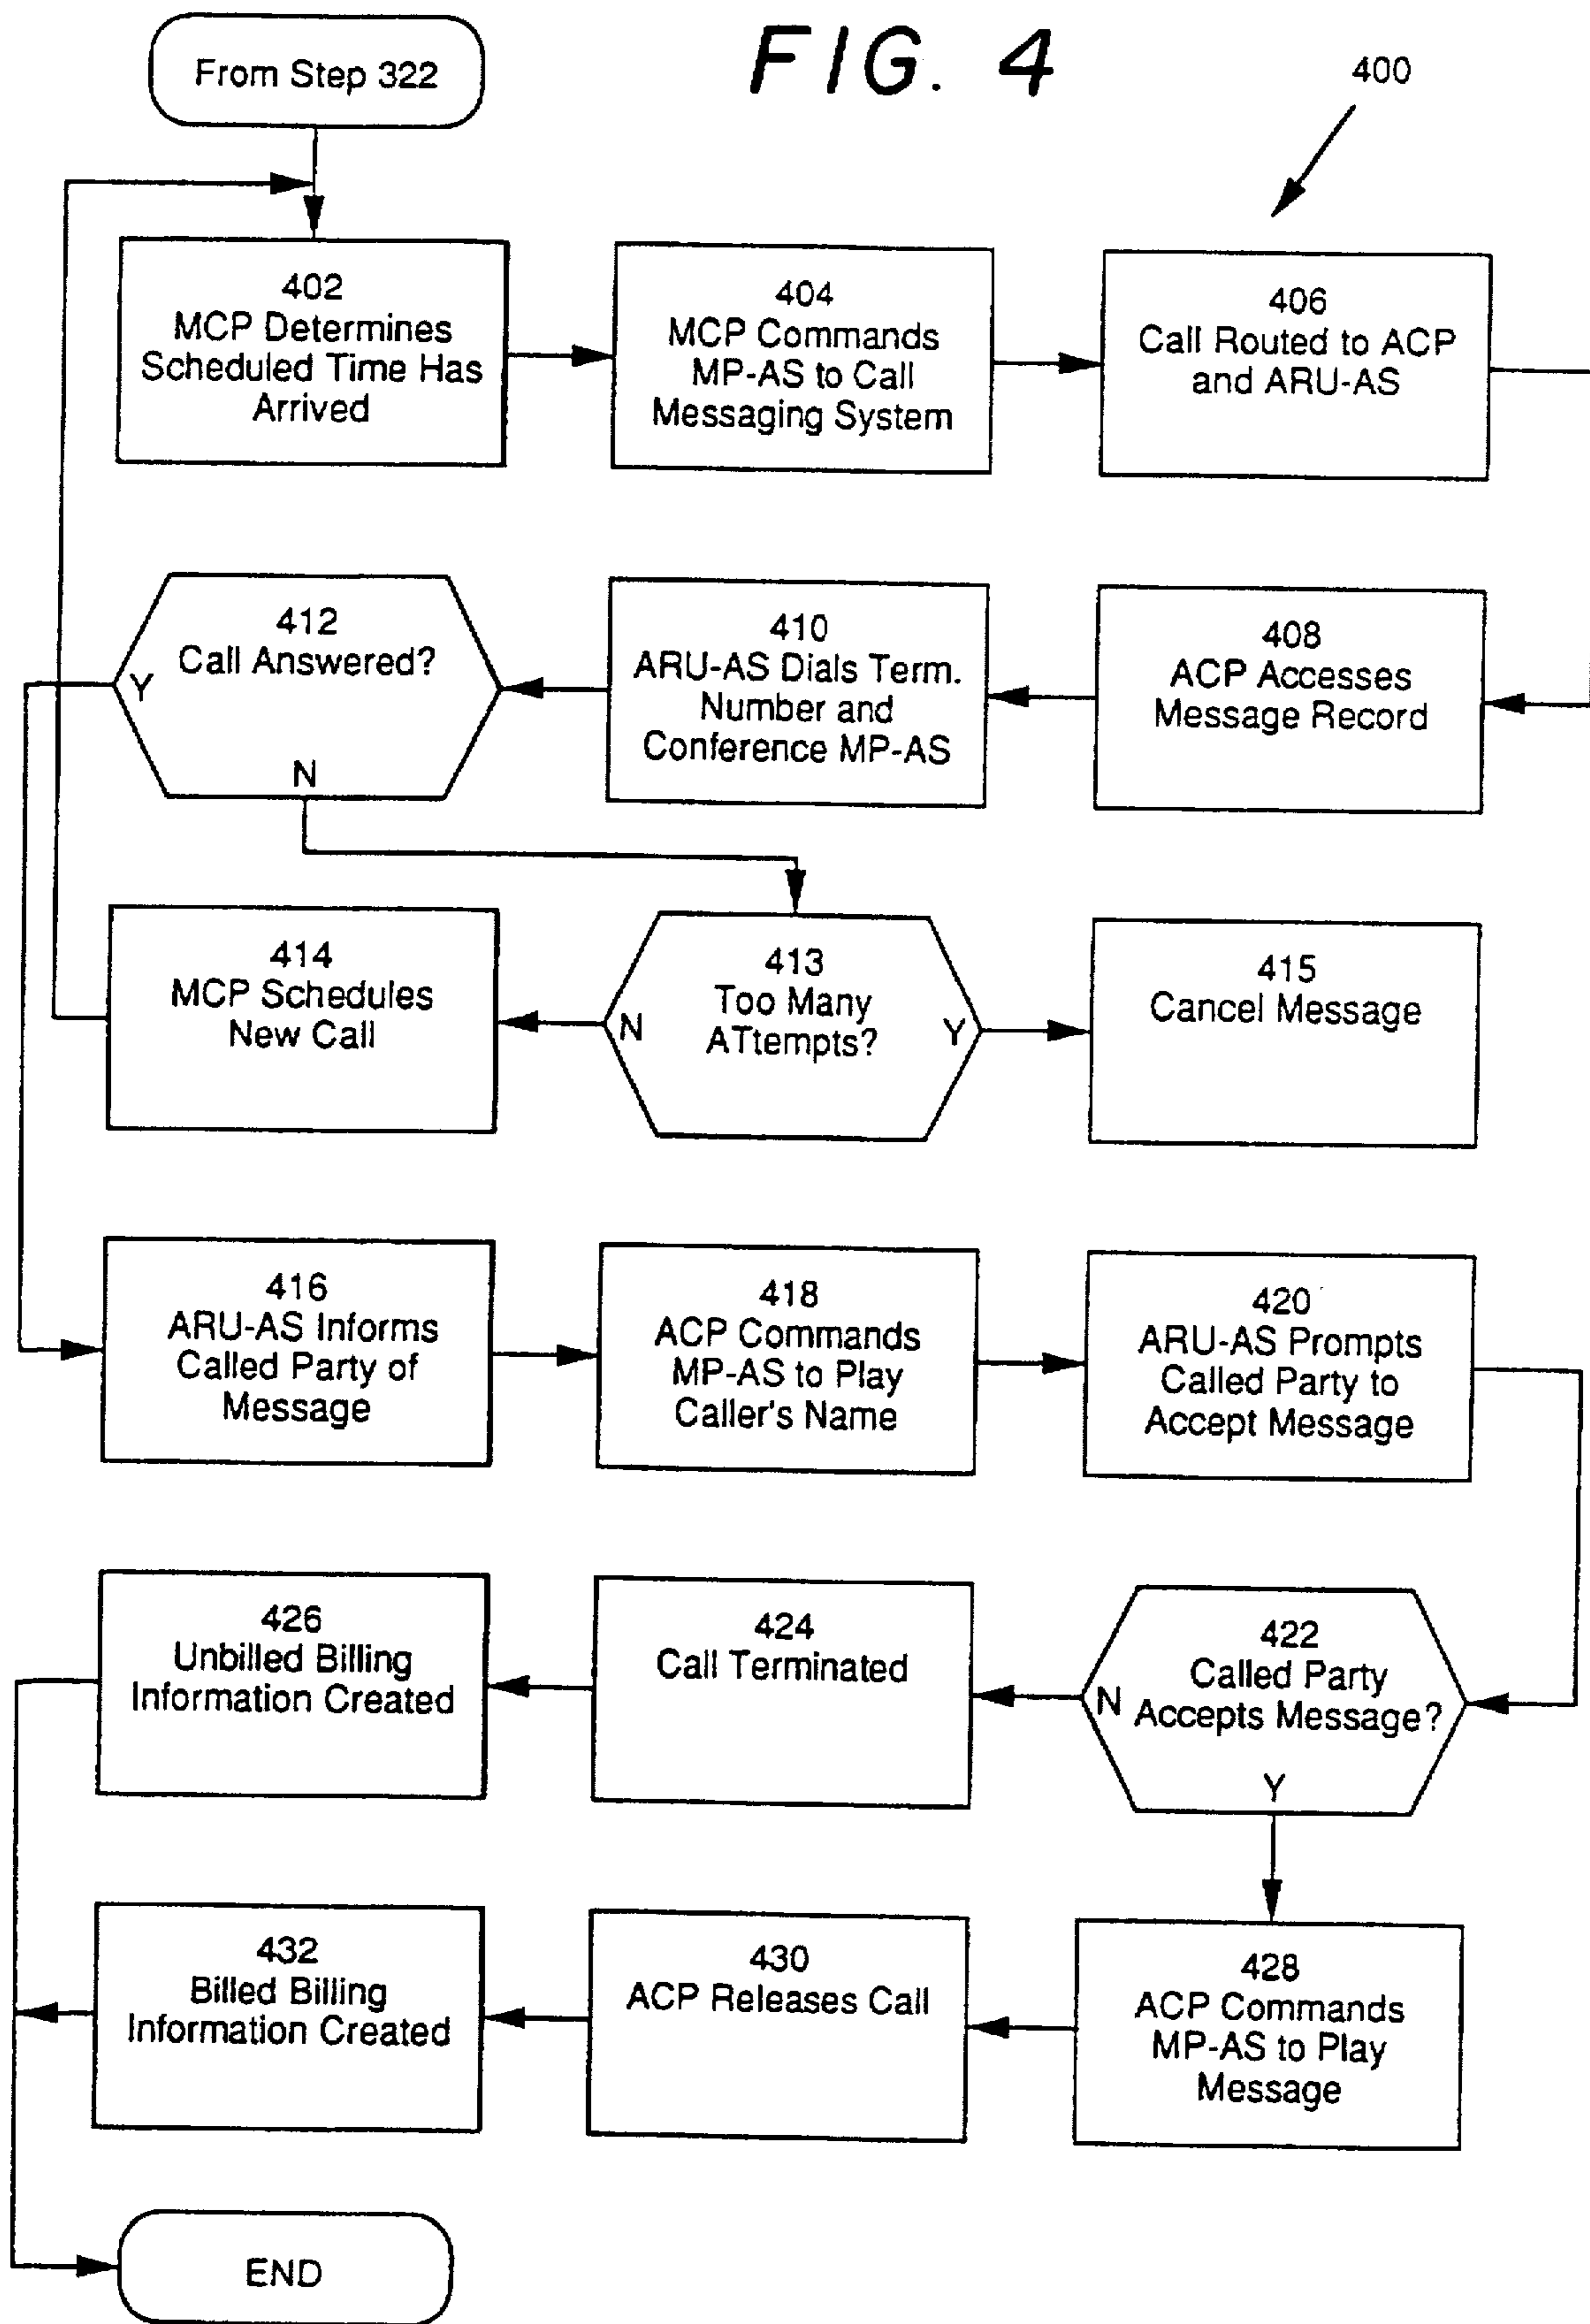 FIG. 4
From Step 322
400
402
MCP Determines
Scheduled Time Has
Arrived
404
MCP Commands
MP-AS to Call
Messaging System
406
Call Routed to ACP
and ARU-AS
412
Call Answered?
Y
N
410
ARU-AS Dials Term.
Number and
Conference MP-AS
408
ACP Accesses
Message Record
414
MCP Schedules
New Call
413
Too Many
ATtempts?
N
Y
415
Cancel Message
416
ARU-AS Informs
Called Party of
Message
418
ACP Commands
MP-AS to Play
Caller's Name
420
ARU-AS Prompts
Called Party to
Accept Message
426
Unbilled Billing
Information Created
424
Call Terminated
422
Called Party
Accepts Message?
N
Y
432
Billed Billing
Information Created
430
ACP Releases Call
428
ACP Commands
MP-AS to Play
Message
END